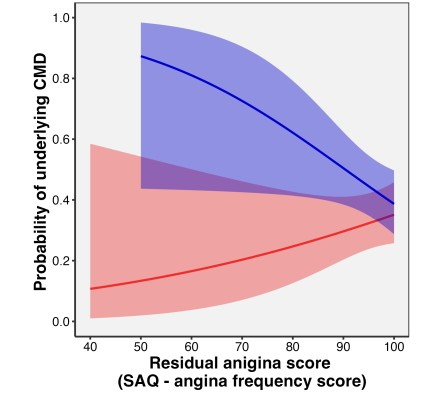 1.0
0.8
0.6
0.4
0.2
0.0
Probability of underlying CMD
40 50 60 70 80 90 100
Residual anigina score
(SAQ - angina frequency score)